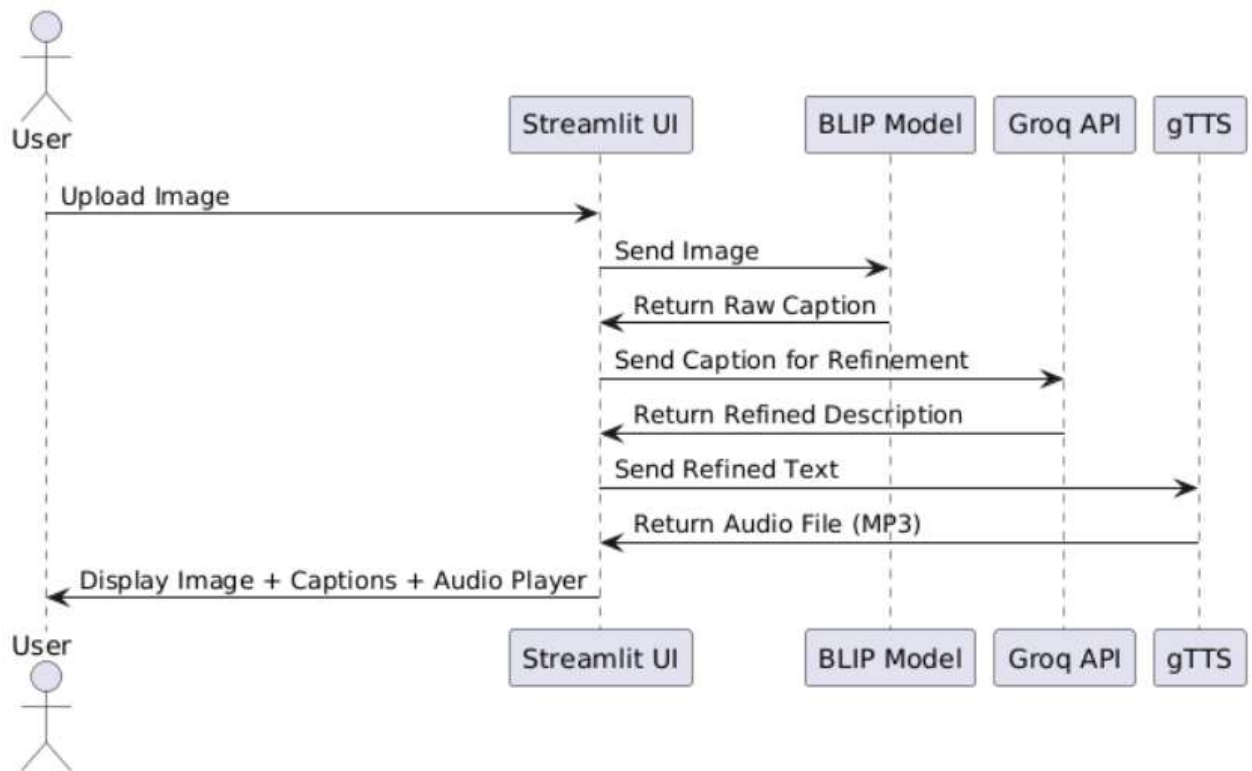 User
Streamlit UI
BLIP Model
Groq API
gTTS
Upload Image
Send Image
Return Raw Caption
Send Caption for Refinement
Return Refined Description
Send Refined Text
Return Audio File (MP3)
Display Image + Captions + Audio Player
User
Streamlit UI
BLIP Model
Groq API
gTTS